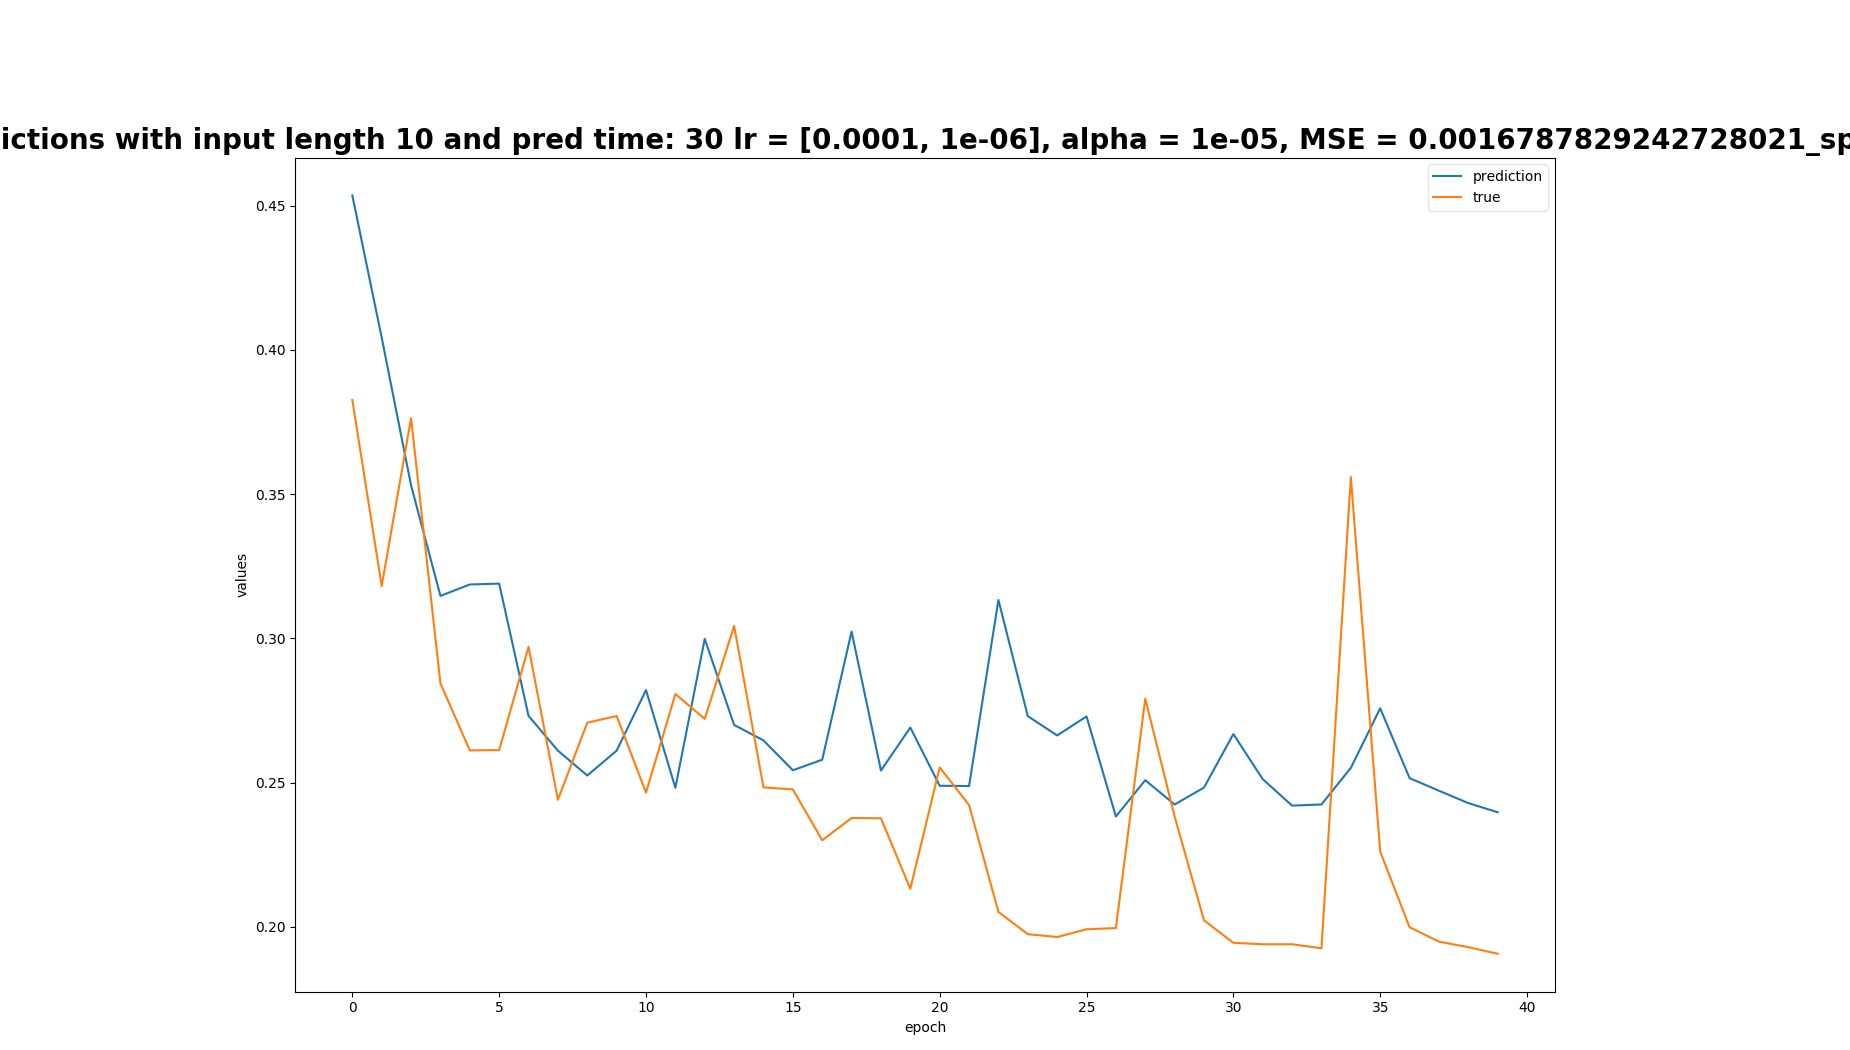 ictions with input length 10 and pred time: 30 lr = [0.0001, 1e-06], alpha = 1e-05, MSE = 0.0016787829242728021_sp
prediction
true
0.45
0.40
0.35
0.30
0.25
0.20
values
0 5 10 15 20 25 30 35 40
epoch